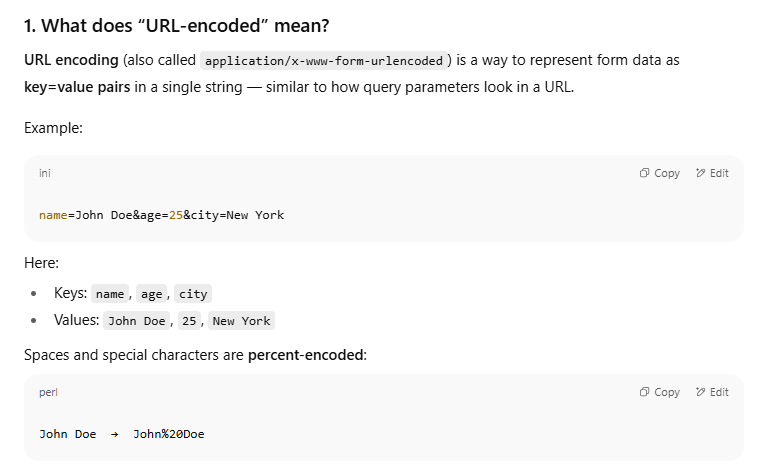 1. What does “URL-encoded” mean?
URL encoding (also called application/x-www-form-urlencoded) is a way to represent form data as
key=value pairs in a single string — similar to how query parameters look in a URL.
Example:
ini Copy Edit
name=John Doe&age=25&city=New York
Here:
• Keys: name, age, city
• Values: John Doe, 25, New York
Spaces and special characters are percent-encoded:
perl Copy Edit
John Doe → John%20Doe